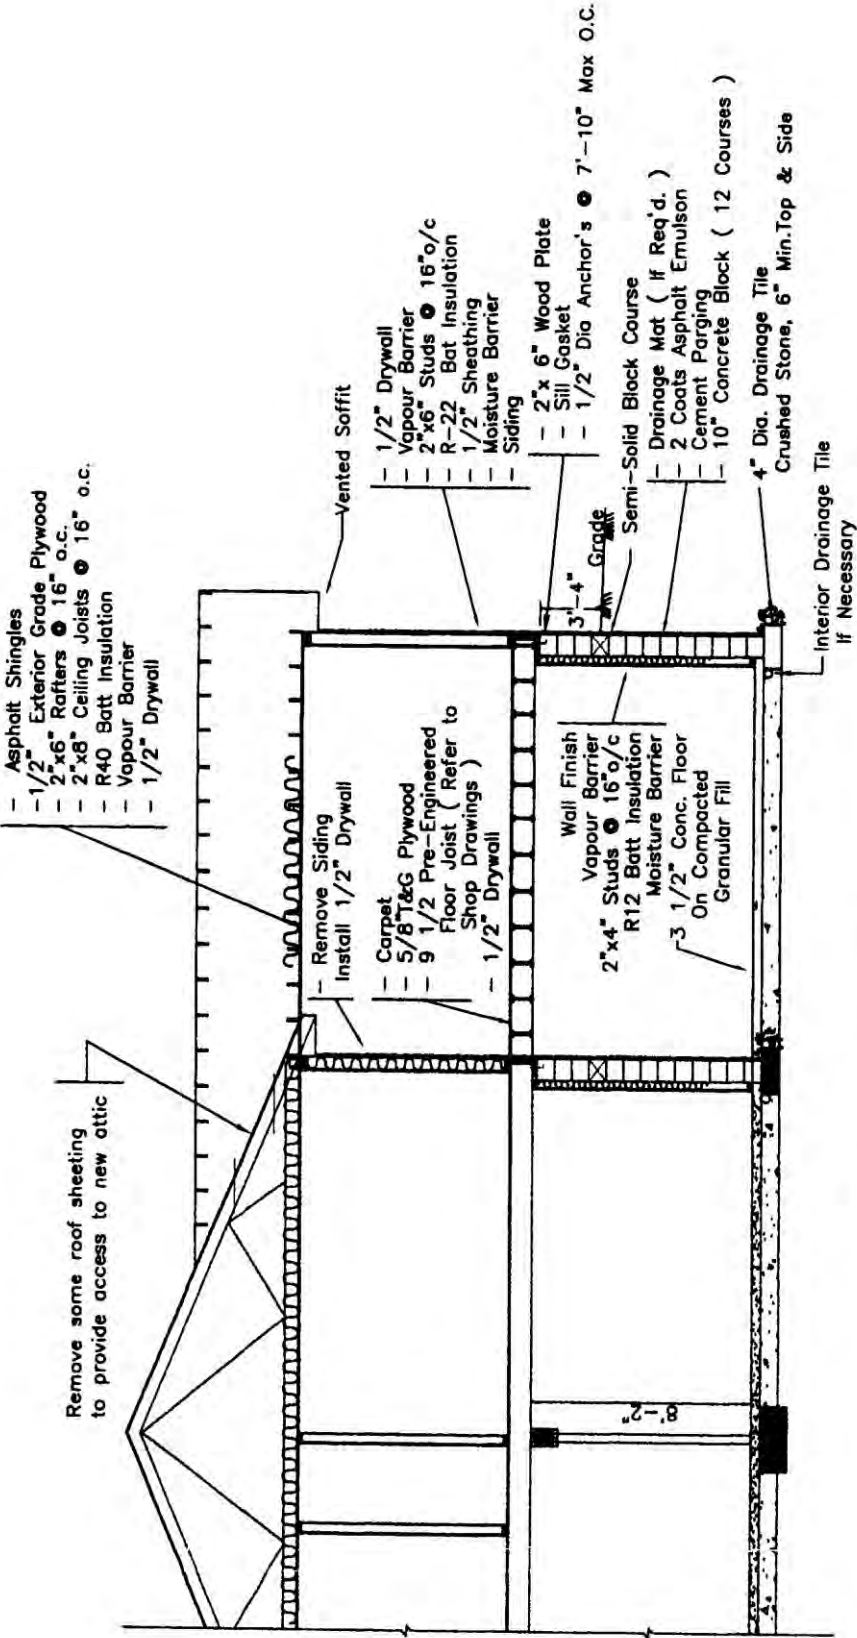 Remove some roof sheeting
to provide access to new attic
- Asphalt Shingles
-1/2" Exterior Grade Plywood
- 2"x6" Rafters @ 16" o.c.
- 2"x8" Ceiling Joists @ 16" o.c.
- R40 Batt Insulation
- Vapour Barrier
- 1/2" Drywall
Vented Soffit
- Remove Siding
Install 1/2" Drywall
- 1/2" Drywall
- Vapour Barrier
- 2"x6" Studs @ 16"o/c
- R-22 Bat Insulation
- 1/2" Sheathing
- Moisture Barrier
- Siding
- Carpet
- 5/8"T&G Plywood
- 9 1/2 Pre-Engineered
Floor Joist ( Refer to
Shop Drawings )
- 1/2" Drywall
- 2"x 6" Wood Plate
- Sill Gasket
- 1/2" Dia Anchor's @ 7'-10" Max O.C.
3'-4"
Grade
Semi-Solid Block Course
Wall Finish
Vapour Barrier
2"x4" Studs @ 16"o/c
R12 Batt Insulation
Moisture Barrier
- Drainage Mat ( If Req'd. )
- 2 Coats Asphalt Emulson
- Cement Parging
- 10" Concrete Block ( 12 Courses )
-3 1/2" Conc. Floor
On Compacted
Granular Fill
8'-2"
4" Dia. Drainage Tile
Crushed Stone, 6" Min.Top & Side
Interior Drainage Tile
If Necessary